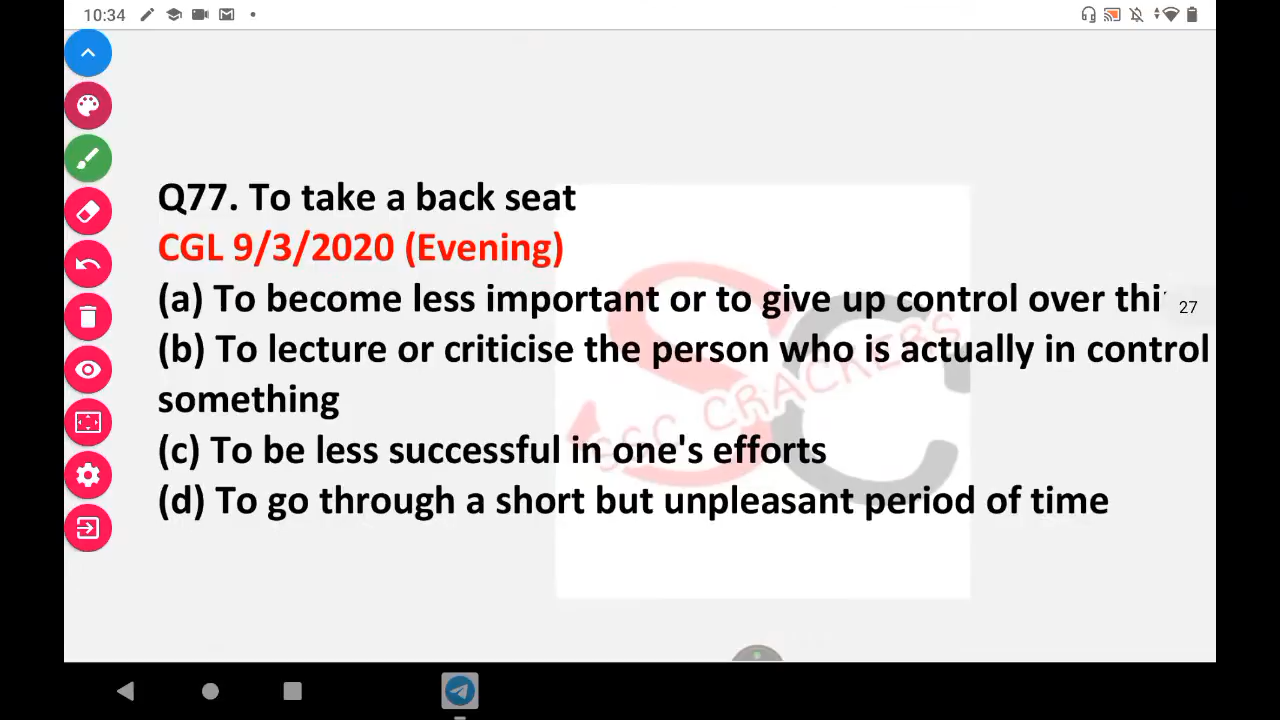 10:34
Q77. To take a back seat
CGL 9/3/2020 (Evening)
(a) To become less important or to give up control over
27
(b) To lecture or criticise the person who is actually in control
something
(c) To be less successful in one's efforts
(d) To go through a short but unpleasant period of time
SSC CRACKERS